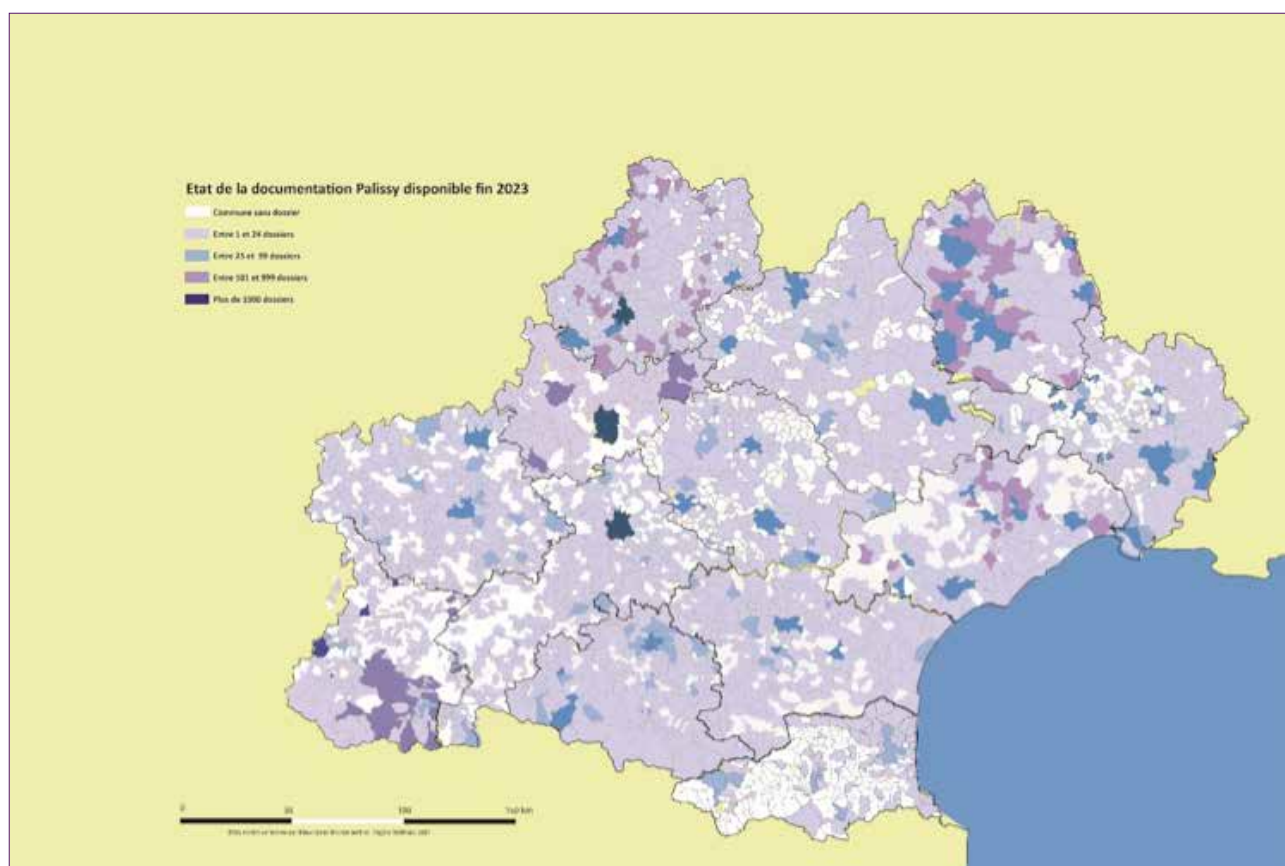 Etat de la documentation Palissy disponible fin 2023
Commune sans dossier
Entre 1 et 24 dossiers
Entre 25 et 99 dossiers
Entre 101 et 999 dossiers
Plus de 1000 dossiers
0 50 100 150 km